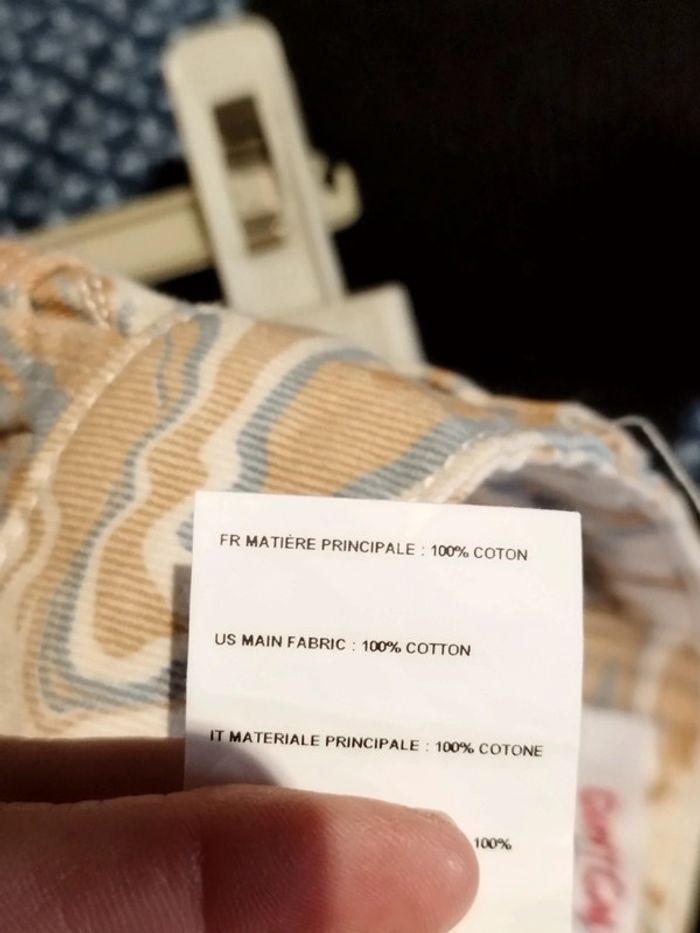 FR MATIÈRE PRINCIPALE : 100% COTON
US MAIN FABRIC : 100% COTTON
IT MATERIALE PRINCIPALE : 100% COTONE
100%